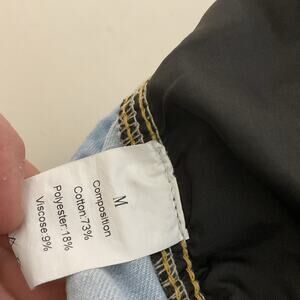 M
Composition
Cotton:73%
Polyester:18%
Viscose:9%